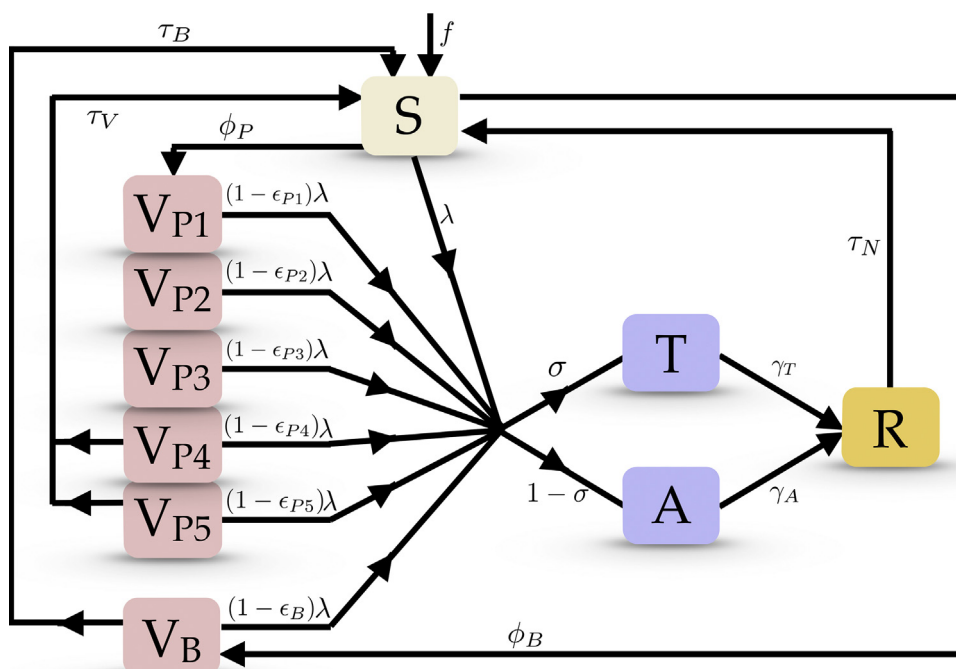 τ_B
f
τ_V
S
ϕ_P
V_P1
(1 − ϵ_P1)λ
λ
τ_N
V_P2
(1 − ϵ_P2)λ
V_P3
(1 − ϵ_P3)λ
σ
T
γ_T
V_P4
(1 − ϵ_P4)λ
R
V_P5
(1 − ϵ_P5)λ
1 − σ
A
γ_A
V_B
(1 − ϵ_B)λ
ϕ_B